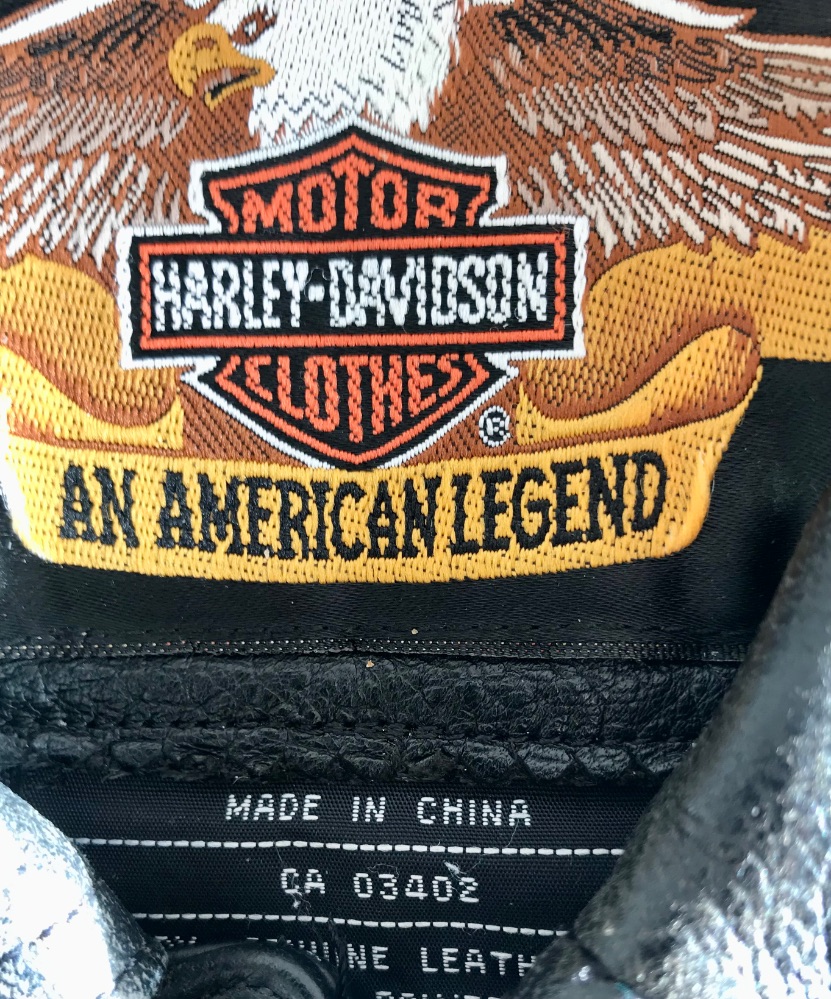 MOTOR
HARLEY-DAVIDSON
CLOTHES
®
AN AMERICAN LEGEND
MADE IN CHINA
CA 03402